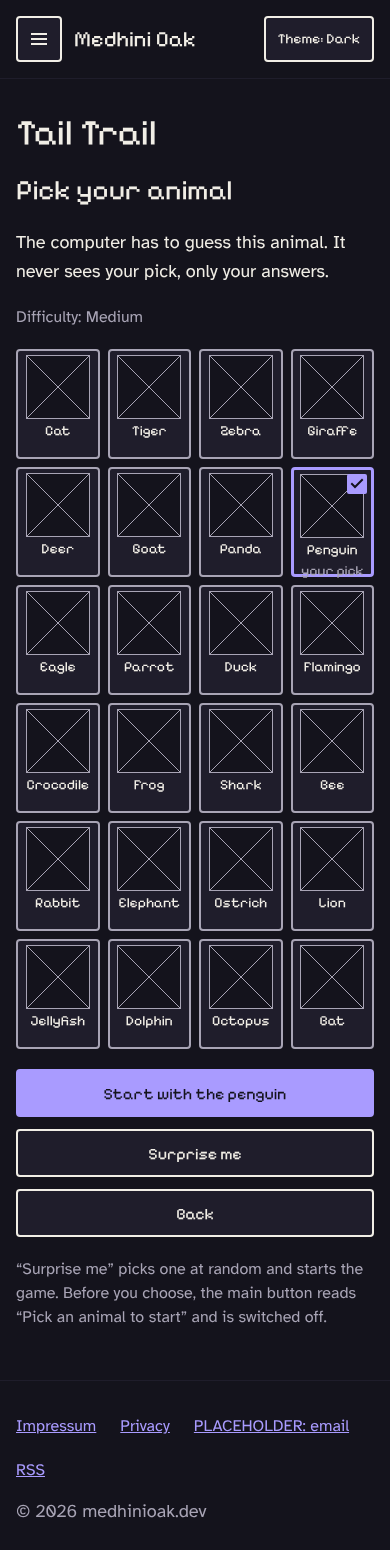 Medhini Oak
Theme: Dark
Tail Trail
Pick your animal
The computer has to guess this animal. It
never sees your pick, only your answers.
Difficulty: Medium
Cat Tiger Zebra Giraffe
Deer Goat Panda Penguin
your pick
Eagle Parrot Duck Flamingo
Crocodile Frog Shark Bee
Rabbit Elephant Ostrich Lion
Jellyfish Dolphin Octopus Bat
Start with the penguin
Surprise me
Back
“Surprise me” picks one at random and starts the
game. Before you choose, the main button reads
“Pick an animal to start” and is switched off.
Impressum Privacy PLACEHOLDER: email
RSS
© 2026 medhinioak.dev